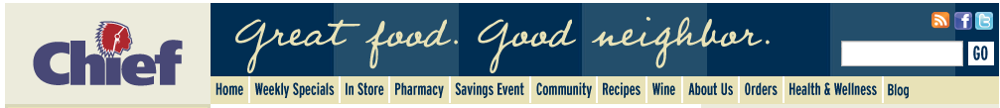 Chief
Great food. Good neighbor.
GO
Home Weekly Specials In Store Pharmacy Savings Event Community Recipes Wine About Us Orders Health & Wellness Blog